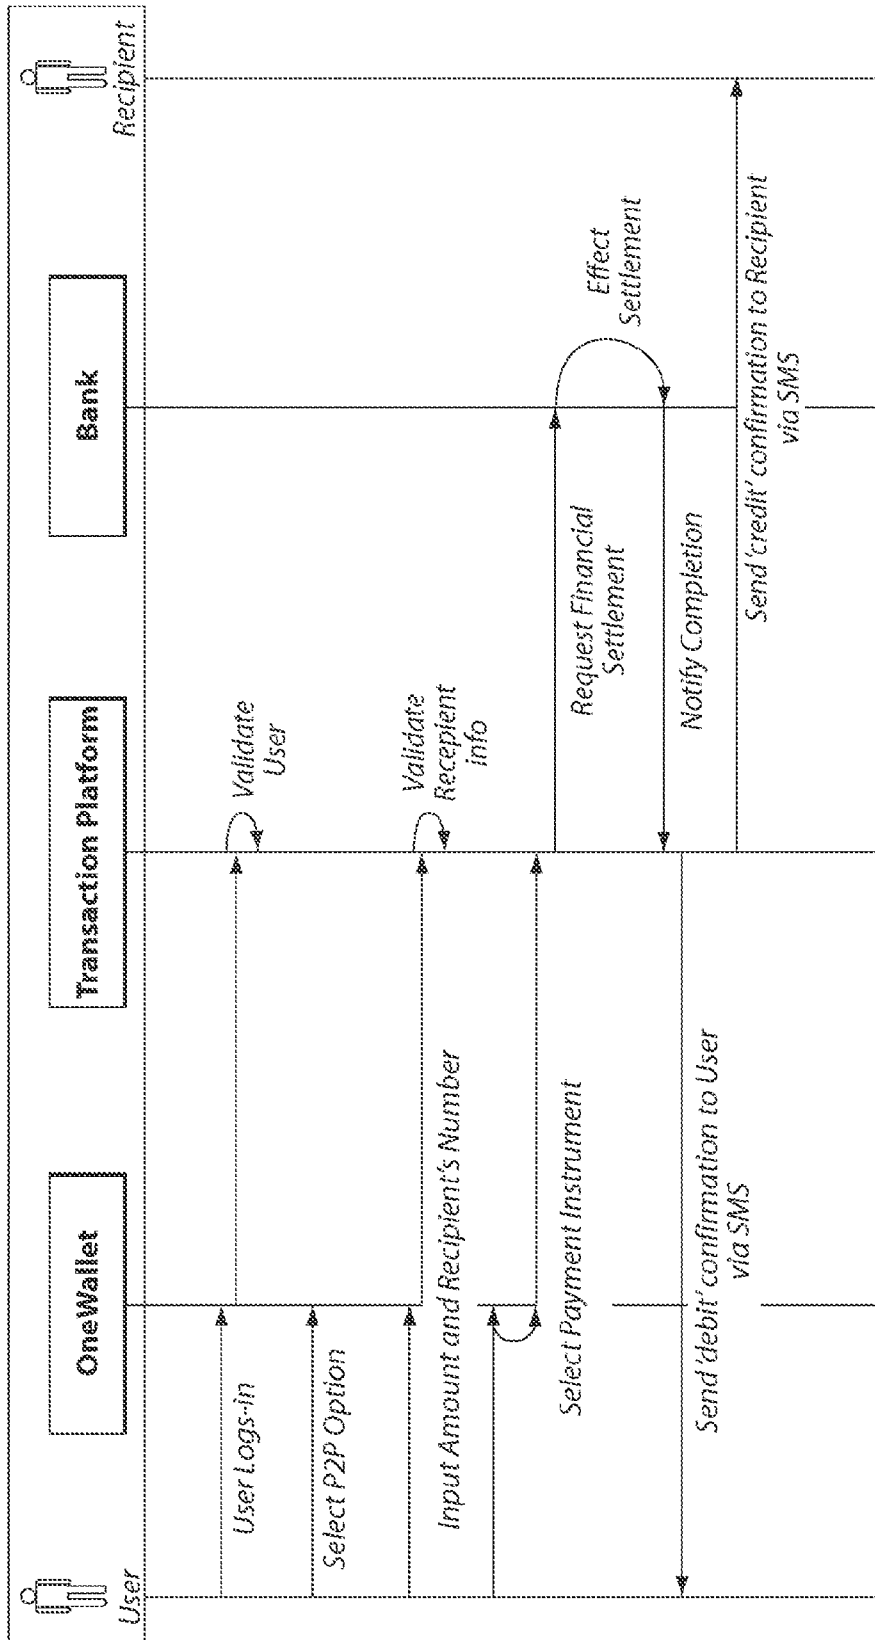 User
OneWallet
Transaction Platform
Bank
Recipient
User Logs-in
Validate
User
Select P2P Option
Input Amount and Recipient's Number
Validate
Recepient
info
Select Payment Instrument
Request Financial
Settlement
Effect
Settlement
Notify Completion
Send 'debit' confirmation to User
via SMS
Send 'credit' confirmation to Recipient
via SMS